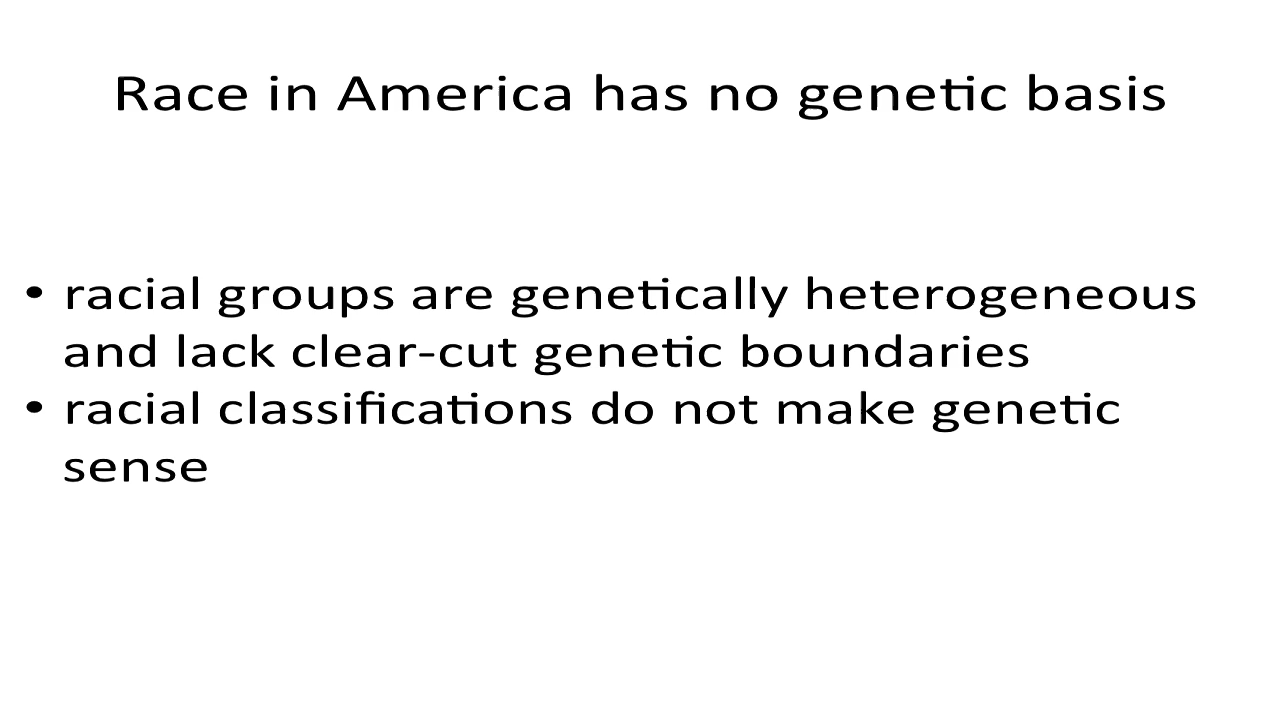 Race in America has no genetic basis
• racial groups are genetically heterogeneous
and lack clear-cut genetic boundaries
• racial classifications do not make genetic
sense